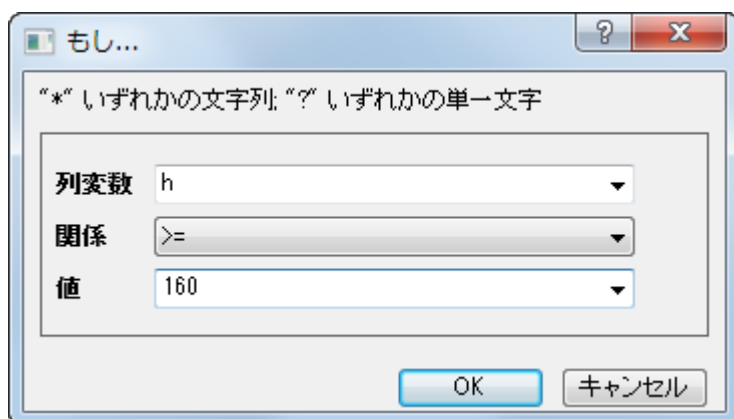 もし...
"*" いずれかの文字列; "?" いずれかの単一文字
列変数 h
関係 >=
値 160
OK キャンセル